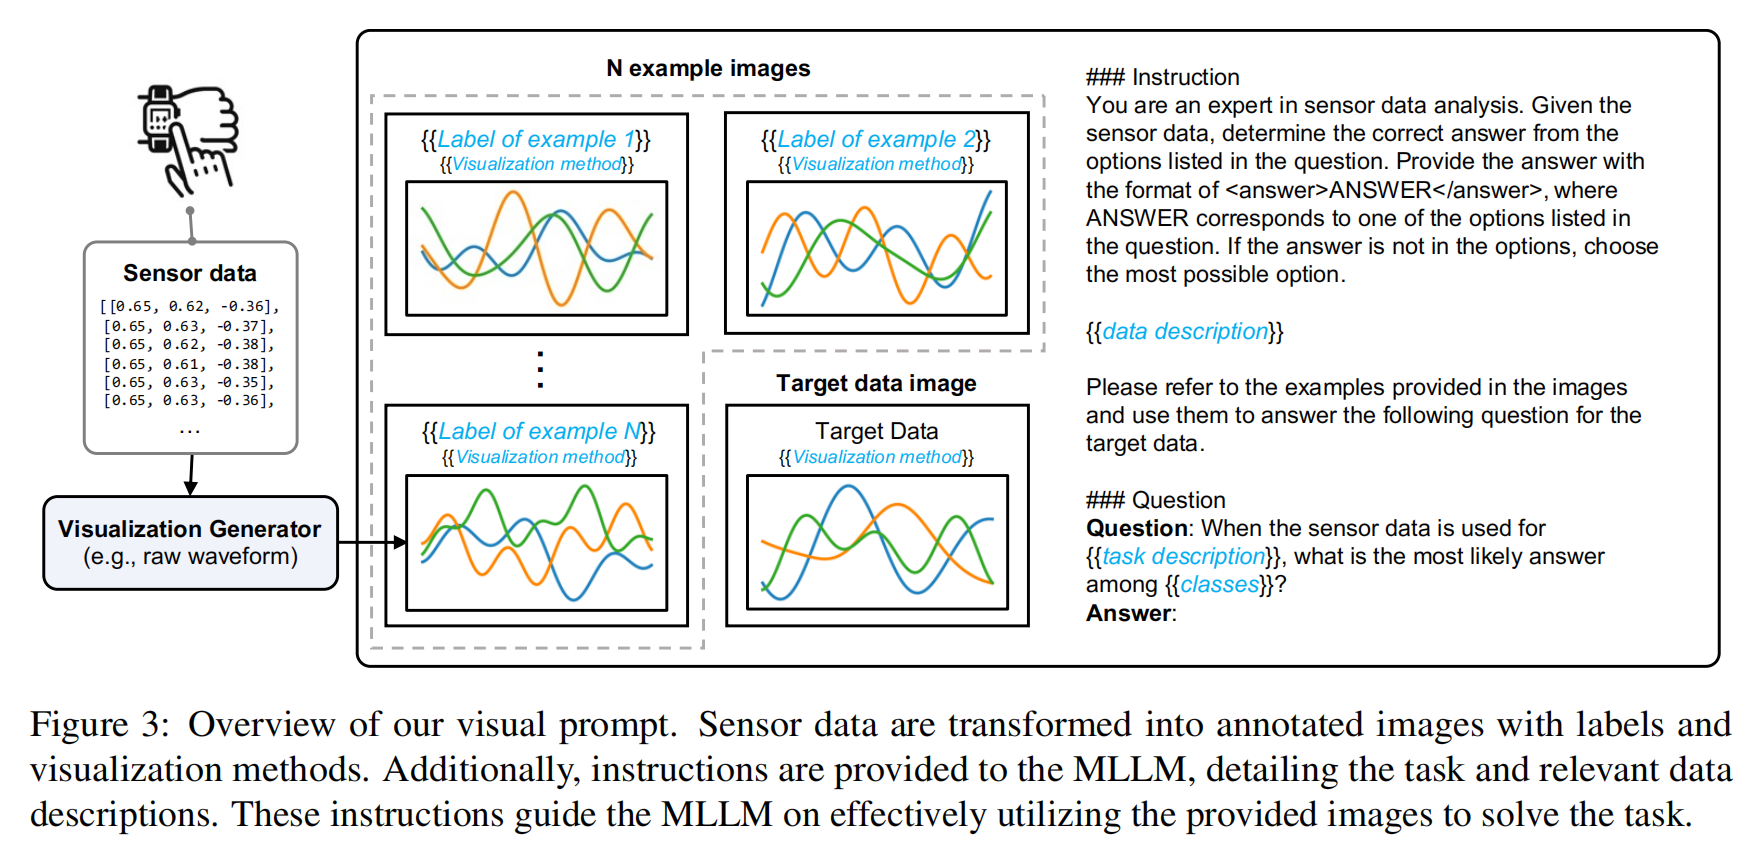 N example images
{{Label of example 1}}
{{Visualization method}}
{{Label of example 2}}
{{Visualization method}}
Sensor data
[[0.65, 0.62, -0.36],
[0.65, 0.63, -0.37],
[0.65, 0.62, -0.38],
[0.65, 0.61, -0.38],
[0.65, 0.63, -0.35],
[0.65, 0.63, -0.36],
...
Visualization Generator
(e.g., raw waveform)
{{Label of example N}}
{{Visualization method}}
Target data image
Target Data
{{Visualization method}}
### Instruction
You are an expert in sensor data analysis. Given the
sensor data, determine the correct answer from the
options listed in the question. Provide the answer with
the format of <answer>ANSWER</answer>, where
ANSWER corresponds to one of the options listed in
the question. If the answer is not in the options, choose
the most possible option.
{{data description}}
Please refer to the examples provided in the images
and use them to answer the following question for the
target data.
### Question
Question: When the sensor data is used for
{{task description}}, what is the most likely answer
among {{classes}}?
Answer:
Figure 3: Overview of our visual prompt. Sensor data are transformed into annotated images with labels and
visualization methods. Additionally, instructions are provided to the MLLM, detailing the task and relevant data
descriptions. These instructions guide the MLLM on effectively utilizing the provided images to solve the task.